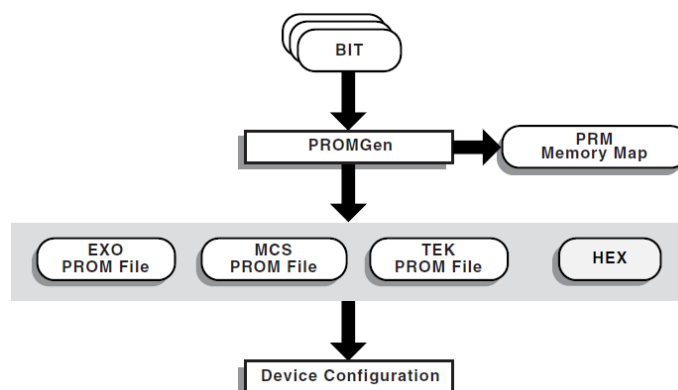 BIT
PROMGen
PRM
Memory Map
EXO
PROM File
MCS
PROM File
TEK
PROM File
HEX
Device Configuration